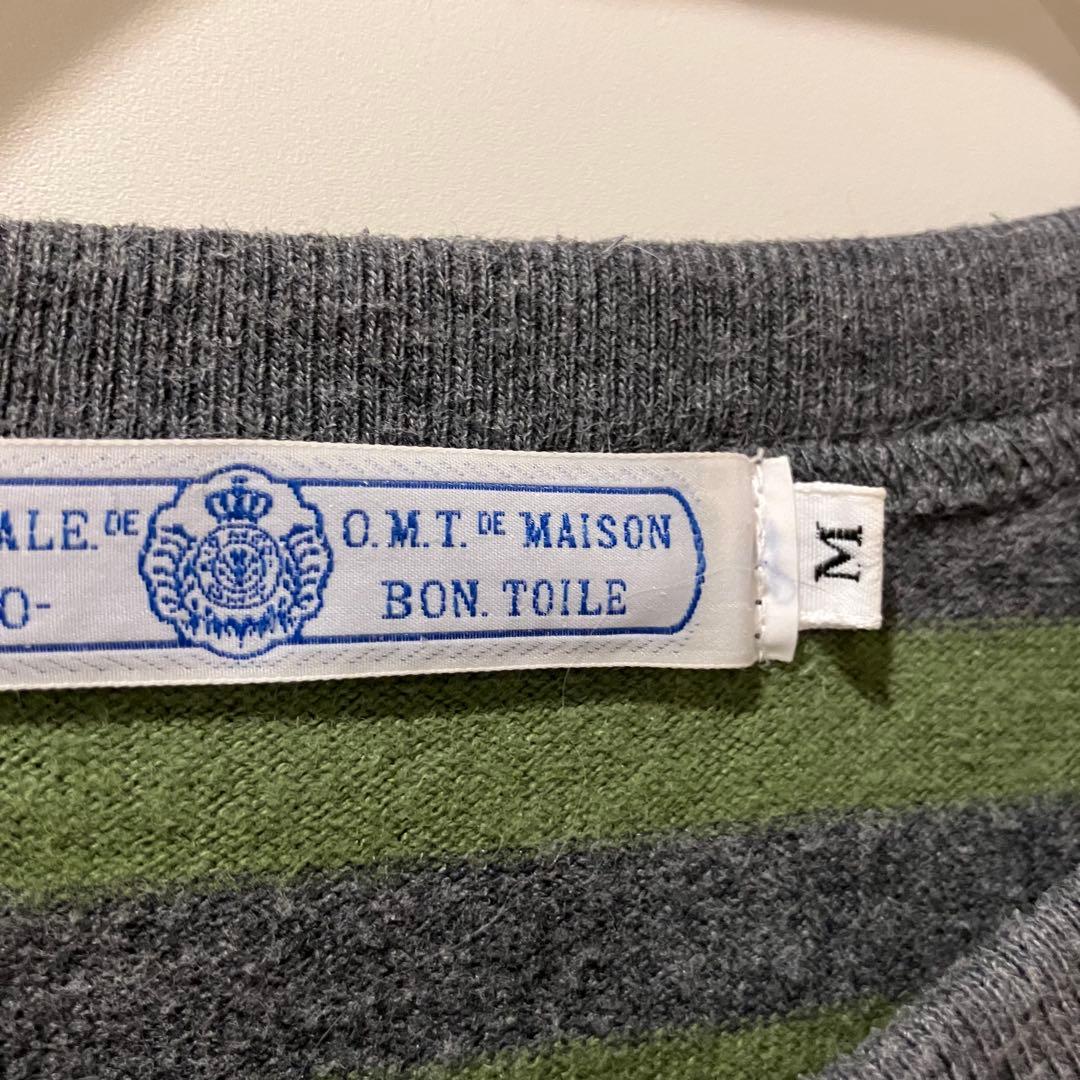 ALE.DE O.M.T. DE MAISON
O- BON. TOILE
M